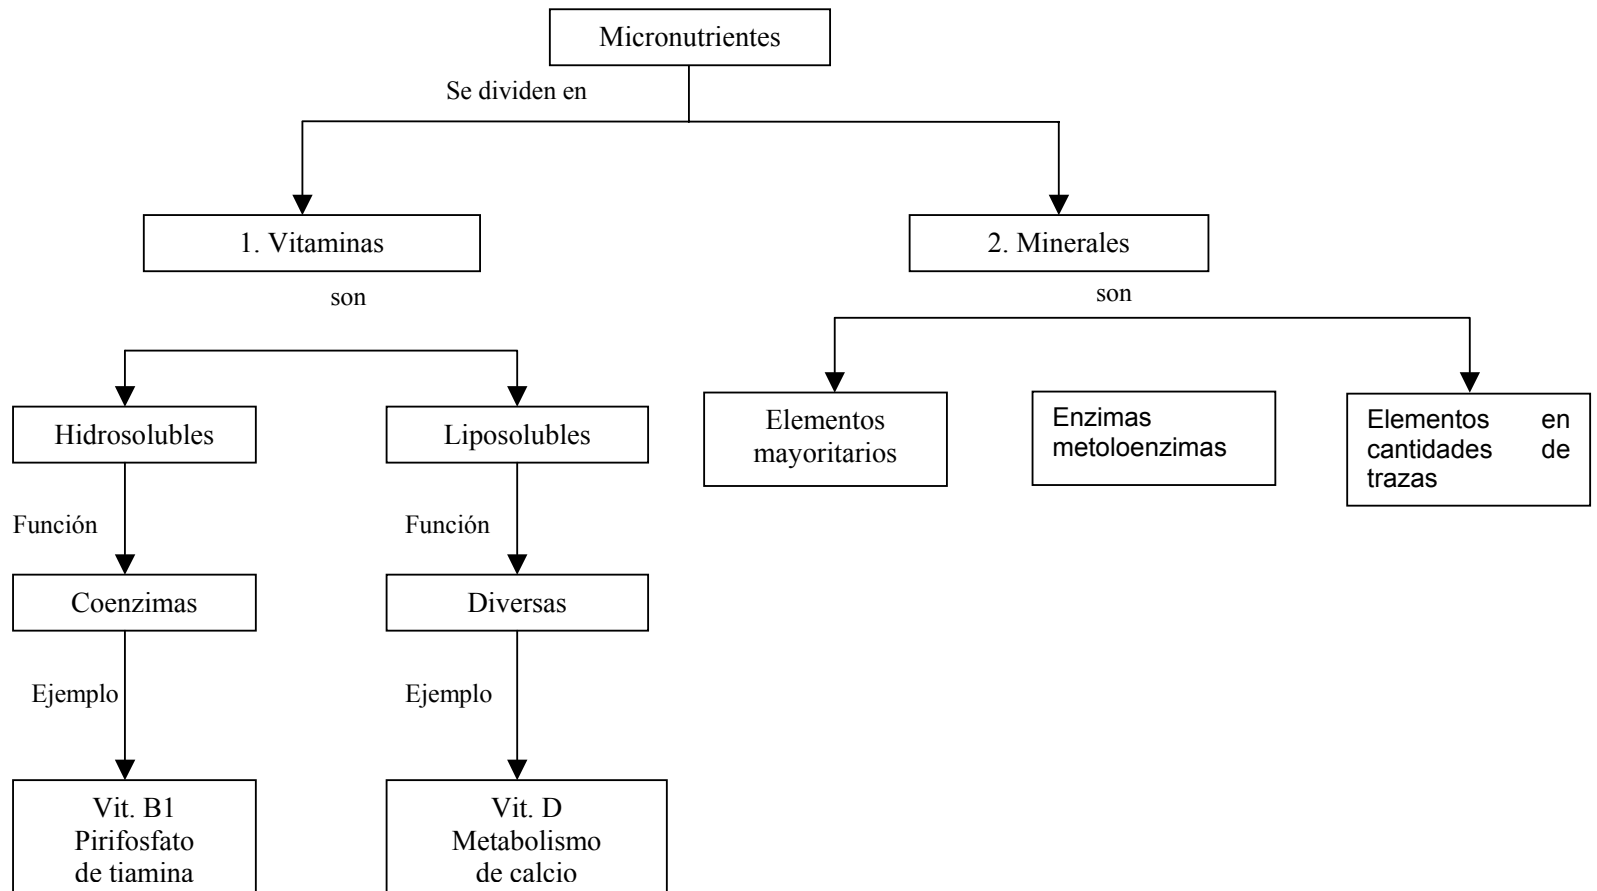 Micronutrientes
Se dividen en
1. Vitaminas
2. Minerales
son
son
Hidrosolubles
Liposolubles
Elementos
mayoritarios
Enzimas
metoloenzimas
Elementos en
cantidades de
trazas
Función
Función
Coenzimas
Diversas
Ejemplo
Ejemplo
Vit. B1
Pirifosfato
de tiamina
Vit. D
Metabolismo
de calcio